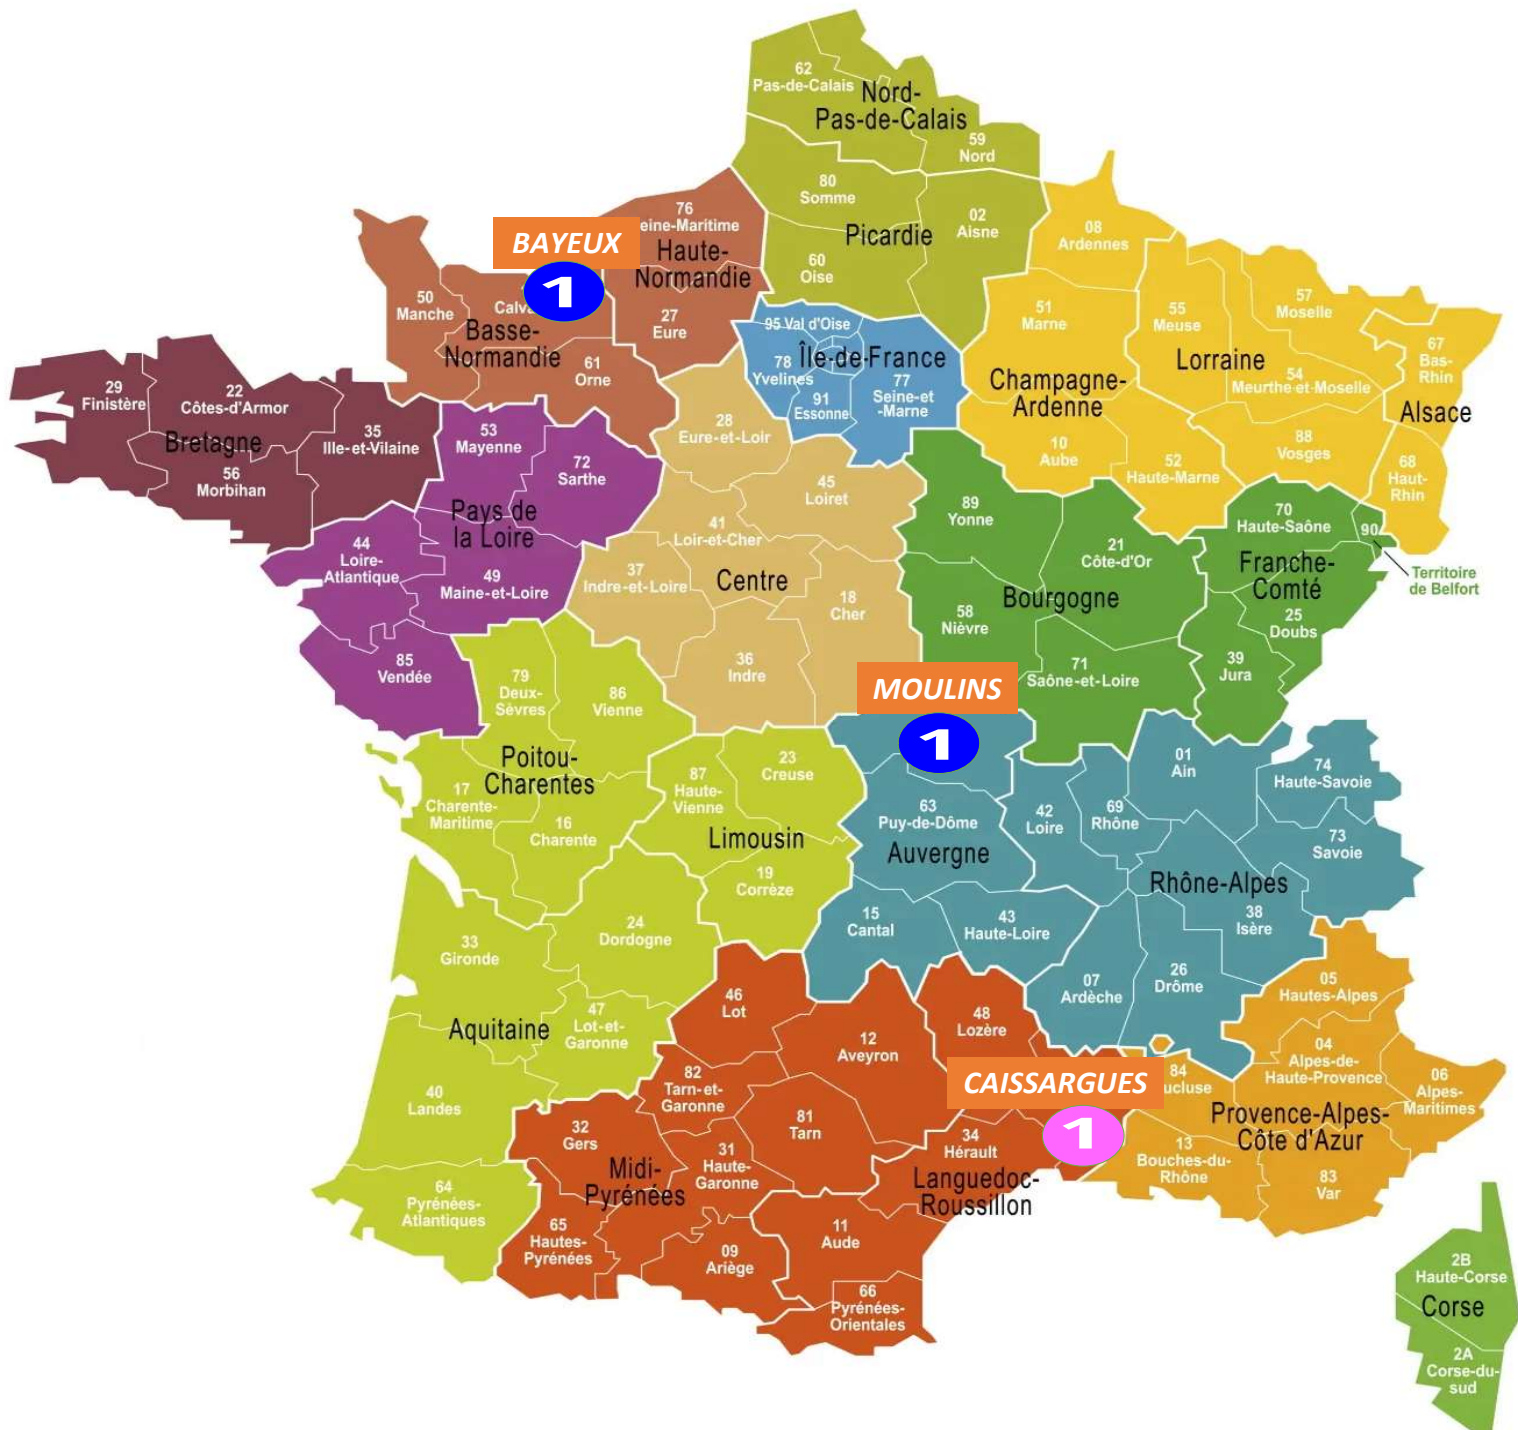 62
Pas-de-Calais
Nord-
Pas-de-Calais
59
Nord
80
Somme
Picardie
02
Aisne
60
Oise
76
eine-Maritime
Haute-
Normandie
27
Eure
BAYEUX
1
50
Manche
Calva
Basse-
Normandie
61
Orne
95 Val d'Oise
Île-de-France
78
Yvelines
91
Essonne
77
Seine-et
-Marne
08
Ardennes
51
Marne
Champagne-
Ardenne
10
Aube
52
Haute-Marne
55
Meuse
57
Moselle
Lorraine
54
Meurthe et-Moselle
88
Vosges
67
Bas-
Rhin
Alsace
68
Haut-
Rhin
29
Finistère
22
Côtes-d'Armor
Bretagne
35
Ille-et-Vilaine
56
Morbihan
53
Mayenne
72
Sarthe
Pays de
la Loire
44
Loire-
Atlantique
49
Maine-et-Loire
85
Vendée
28
Eure-et-Loir
45
Loiret
41
Loir-et-Cher
37
Indre-et-Loire
Centre
18
Cher
36
Indre
89
Yonne
21
Côte-d'Or
Bourgogne
58
Nièvre
71
Saône-et-Loire
70
Haute-Saône
90
Territoire
de Belfort
Franche-
Comté
25
Doubs
39
Jura
79
Deux-
Sèvres
86
Vienne
Poitou-
Charentes
17
Charente-
Maritime
16
Charente
87
Haute-
Vienne
23
Creuse
Limousin
19
Corrèze
MOULINS
1
63
Puy-de-Dôme
Auvergne
15
Cantal
43
Haute-Loire
42
Loire
69
Rhône
01
Ain
74
Haute-Savoie
73
Savoie
Rhône-Alpes
38
Isère
07
Ardèche
26
Drôme
33
Gironde
24
Dordogne
47
Lot-et-
Garonne
Aquitaine
40
Landes
64
Pyrénées-
Atlantiques
46
Lot
12
Aveyron
82
Tarn-et-
Garonne
81
Tarn
32
Gers
31
Haute-
Garonne
Midi-
Pyrénées
65
Hautes-
Pyrénées
09
Ariège
48
Lozère
CAISSARGUES
1
34
Hérault
Languedoc-
Roussillon
11
Aude
66
Pyrénées-
Orientales
05
Hautes-Alpes
04
Alpes-de-
Haute-Provence
06
Alpes-
Maritimes
84
ucluse
Provence-Alpes-
Côte d'Azur
13
Bouches-du-
Rhône
83
Var
2B
Haute-Corse
Corse
2A
Corse-du-
sud